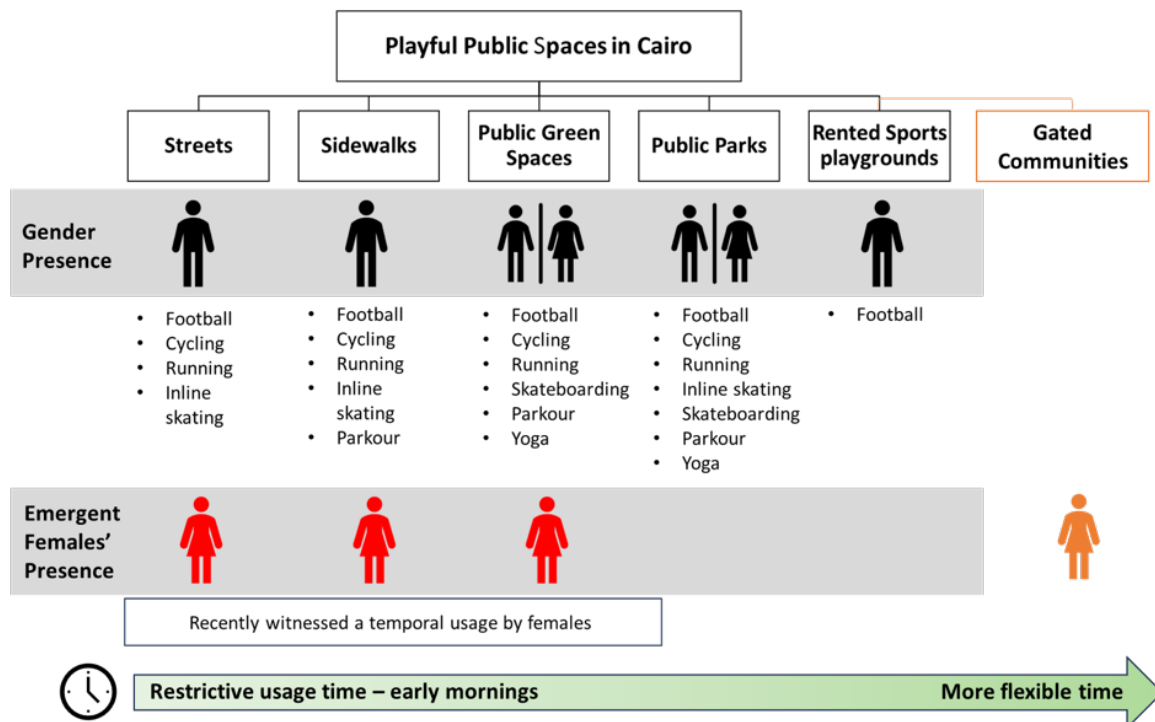 Playful Public Spaces in Cairo
Streets
Sidewalks
Public Green
Spaces
Public Parks
Rented Sports
playgrounds
Gated
Communities
Gender
Presence
• Football
• Cycling
• Running
• Inline
skating
• Football
• Cycling
• Running
• Inline
skating
• Parkour
• Football
• Cycling
• Running
• Skateboarding
• Parkour
• Yoga
• Football
• Cycling
• Running
• Inline skating
• Skateboarding
• Parkour
• Yoga
• Football
Emergent
Females’
Presence
Recently witnessed a temporal usage by females
Restrictive usage time – early mornings
More flexible time